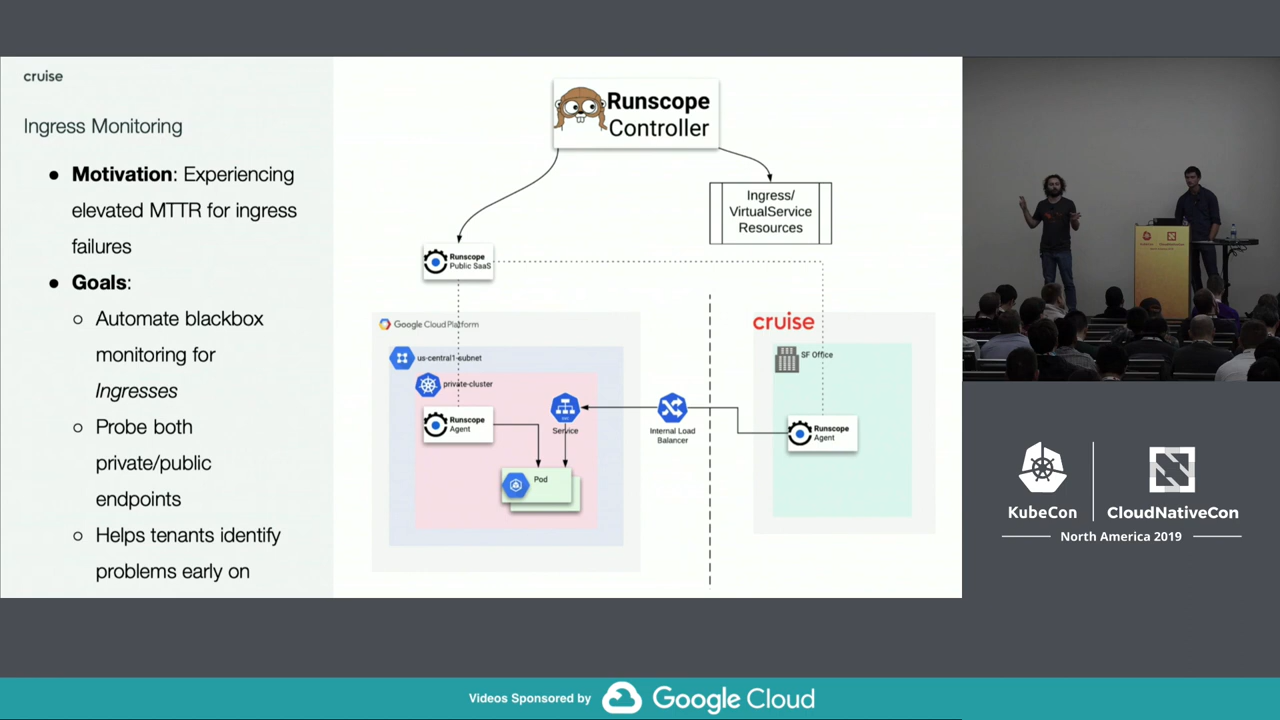 cruise
Ingress Monitoring
● Motivation: Experiencing
elevated MTTR for ingress
failures
● Goals:
○ Automate blackbox
monitoring for
Ingresses
○ Probe both
private/public
endpoints
○ Helps tenants identify
problems early on
Runscope
Controller
Ingress/
VirtualService
Resources
Runscope
Public SaaS
Google Cloud Platform
us-central1-subnet
private-cluster
Runscope
Agent
Service
Pod
Internal Load
Balancer
cruise
SF Office
Runscope
Agent
KubeCon
CloudNativeCon
North America 2019
Videos Sponsored by
Google Cloud